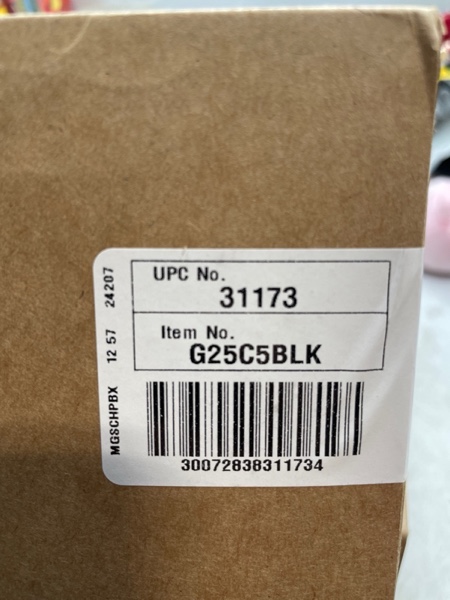 UPC No.
31173
Item No.
G25C5BLK
30072838311734
MGSCHPBX 12 57 24207